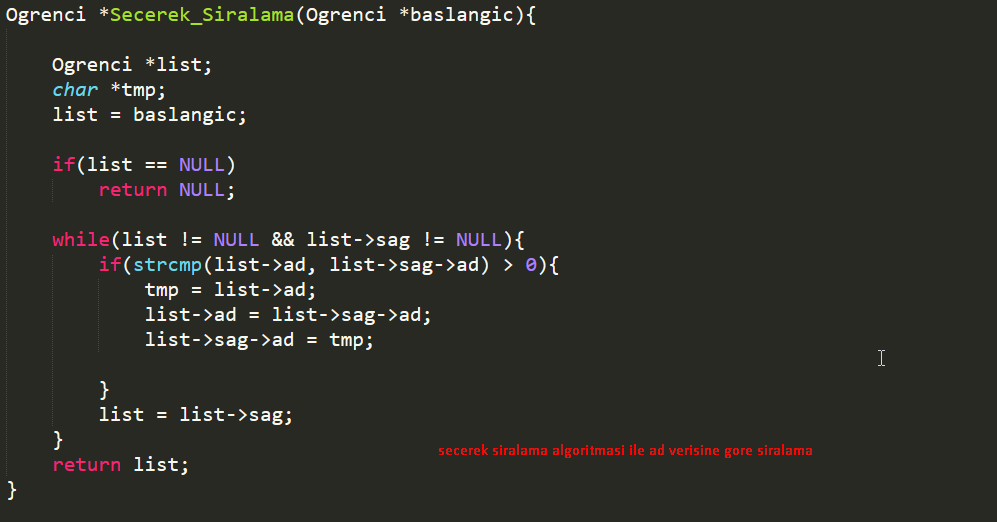 Ogrenci *Secerek_Siralama(Ogrenci *baslangic){
Ogrenci *list;
char *tmp;
list = baslangic;
if(list == NULL)
return NULL;
while(list != NULL && list->sag != NULL){
if(strcmp(list->ad, list->sag->ad) > 0){
tmp = list->ad;
list->ad = list->sag->ad;
list->sag->ad = tmp;
}
list = list->sag;
}
secerek siralama algoritmasi ile ad verisine gore siralama
return list;
}